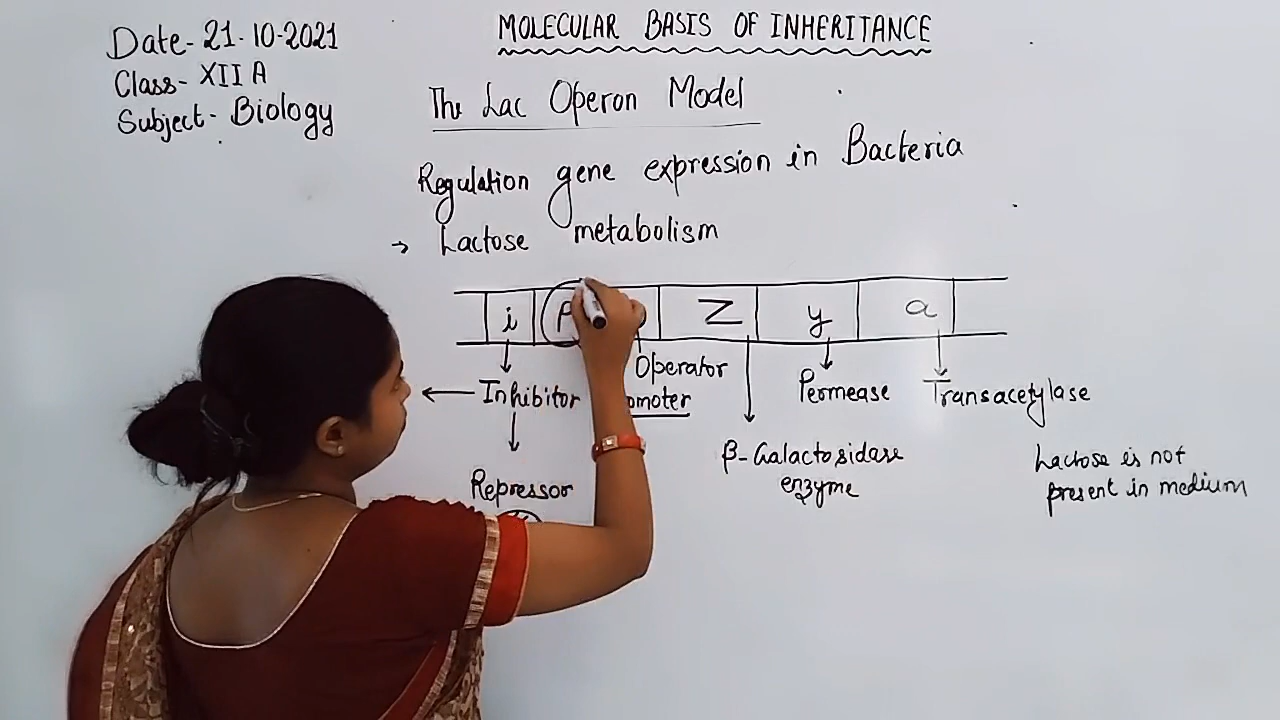 Date- 21-10-2021
Class- XII A
Subject- Biology
MOLECULAR BASIS OF INHERITANCE
The Lac Operon Model
Regulation gene expression in Bacteria
→ Lactose metabolism
i P z y a
Operator
Inhibitor omoter Permease Transacetylase
β-Galactosidase
enzyme
Repressor
Lactose is not
present in medium